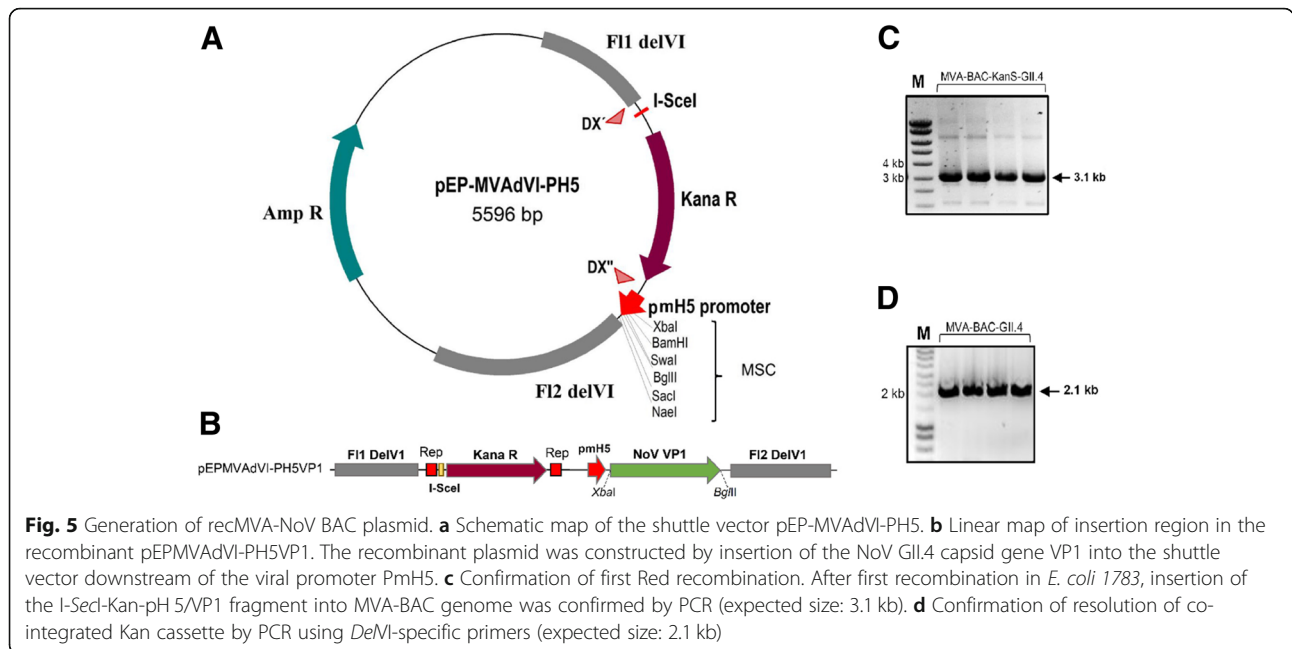 A
Fl1 delVI
I-SceI
DX´
Kana R
pEP-MVAdVI-PH5
5596 bp
Amp R
DX"
pmH5 promoter
XbaI
BamHI
SwaI
BglII
SacI
NaeI
MSC
Fl2 delVI
B
pEPMVAdVI-PH5VP1
Fl1 DelV1
Rep
I-SceI
Kana R
Rep
pmH5
NoV VP1
Fl2 DelV1
XbaI
BglII
C
M
MVA-BAC-KanS-GII.4
4 kb
3 kb
3.1 kb
D
M
MVA-BAC-GII.4
2 kb
2.1 kb
Fig. 5 Generation of recMVA-NoV BAC plasmid. a Schematic map of the shuttle vector pEP-MVAdVI-PH5. b Linear map of insertion region in the
recombinant pEPMVAdVI-PH5VP1. The recombinant plasmid was constructed by insertion of the NoV GII.4 capsid gene VP1 into the shuttle
vector downstream of the viral promoter PmH5. c Confirmation of first Red recombination. After first recombination in E. coli 1783, insertion of
the I-SecI-Kan-pH 5/VP1 fragment into MVA-BAC genome was confirmed by PCR (expected size: 3.1 kb). d Confirmation of resolution of co-
integrated Kan cassette by PCR using DelVI-specific primers (expected size: 2.1 kb)